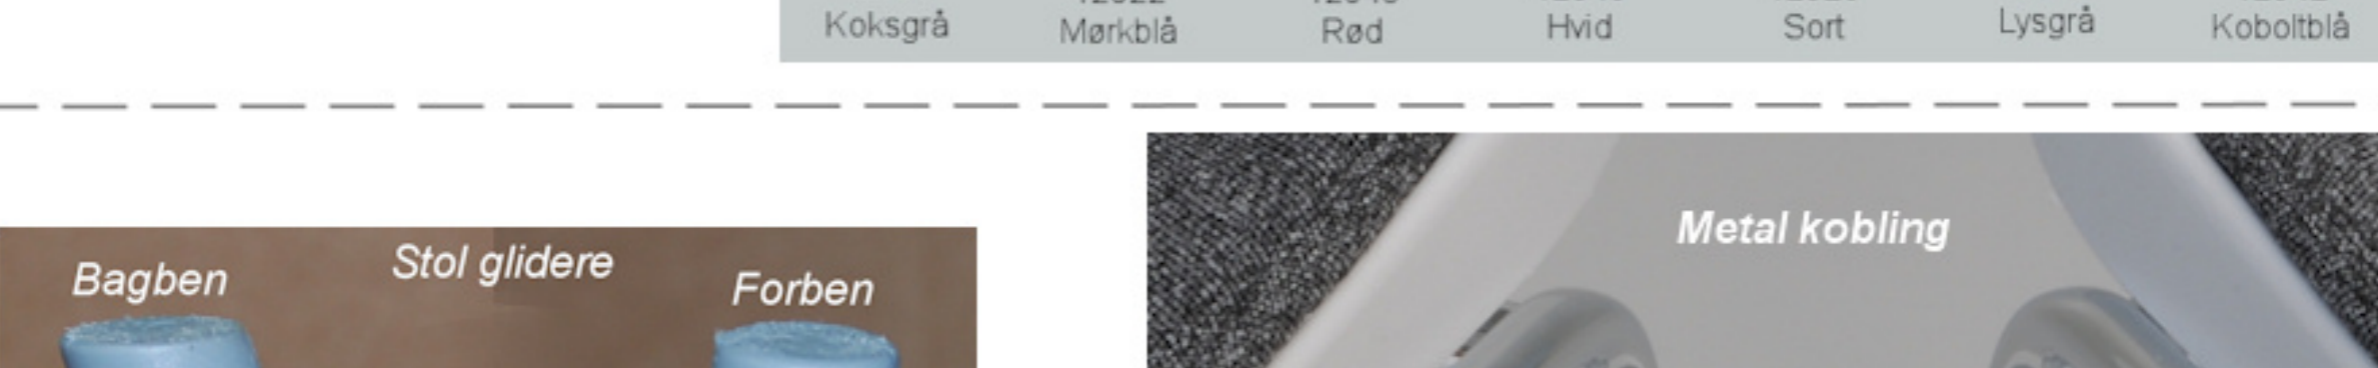 Koksgrå Mørkblå Rød Hvid Sort Lysgrå Koboltblå
Stol glidere
Bagben Forben
Metal kobling